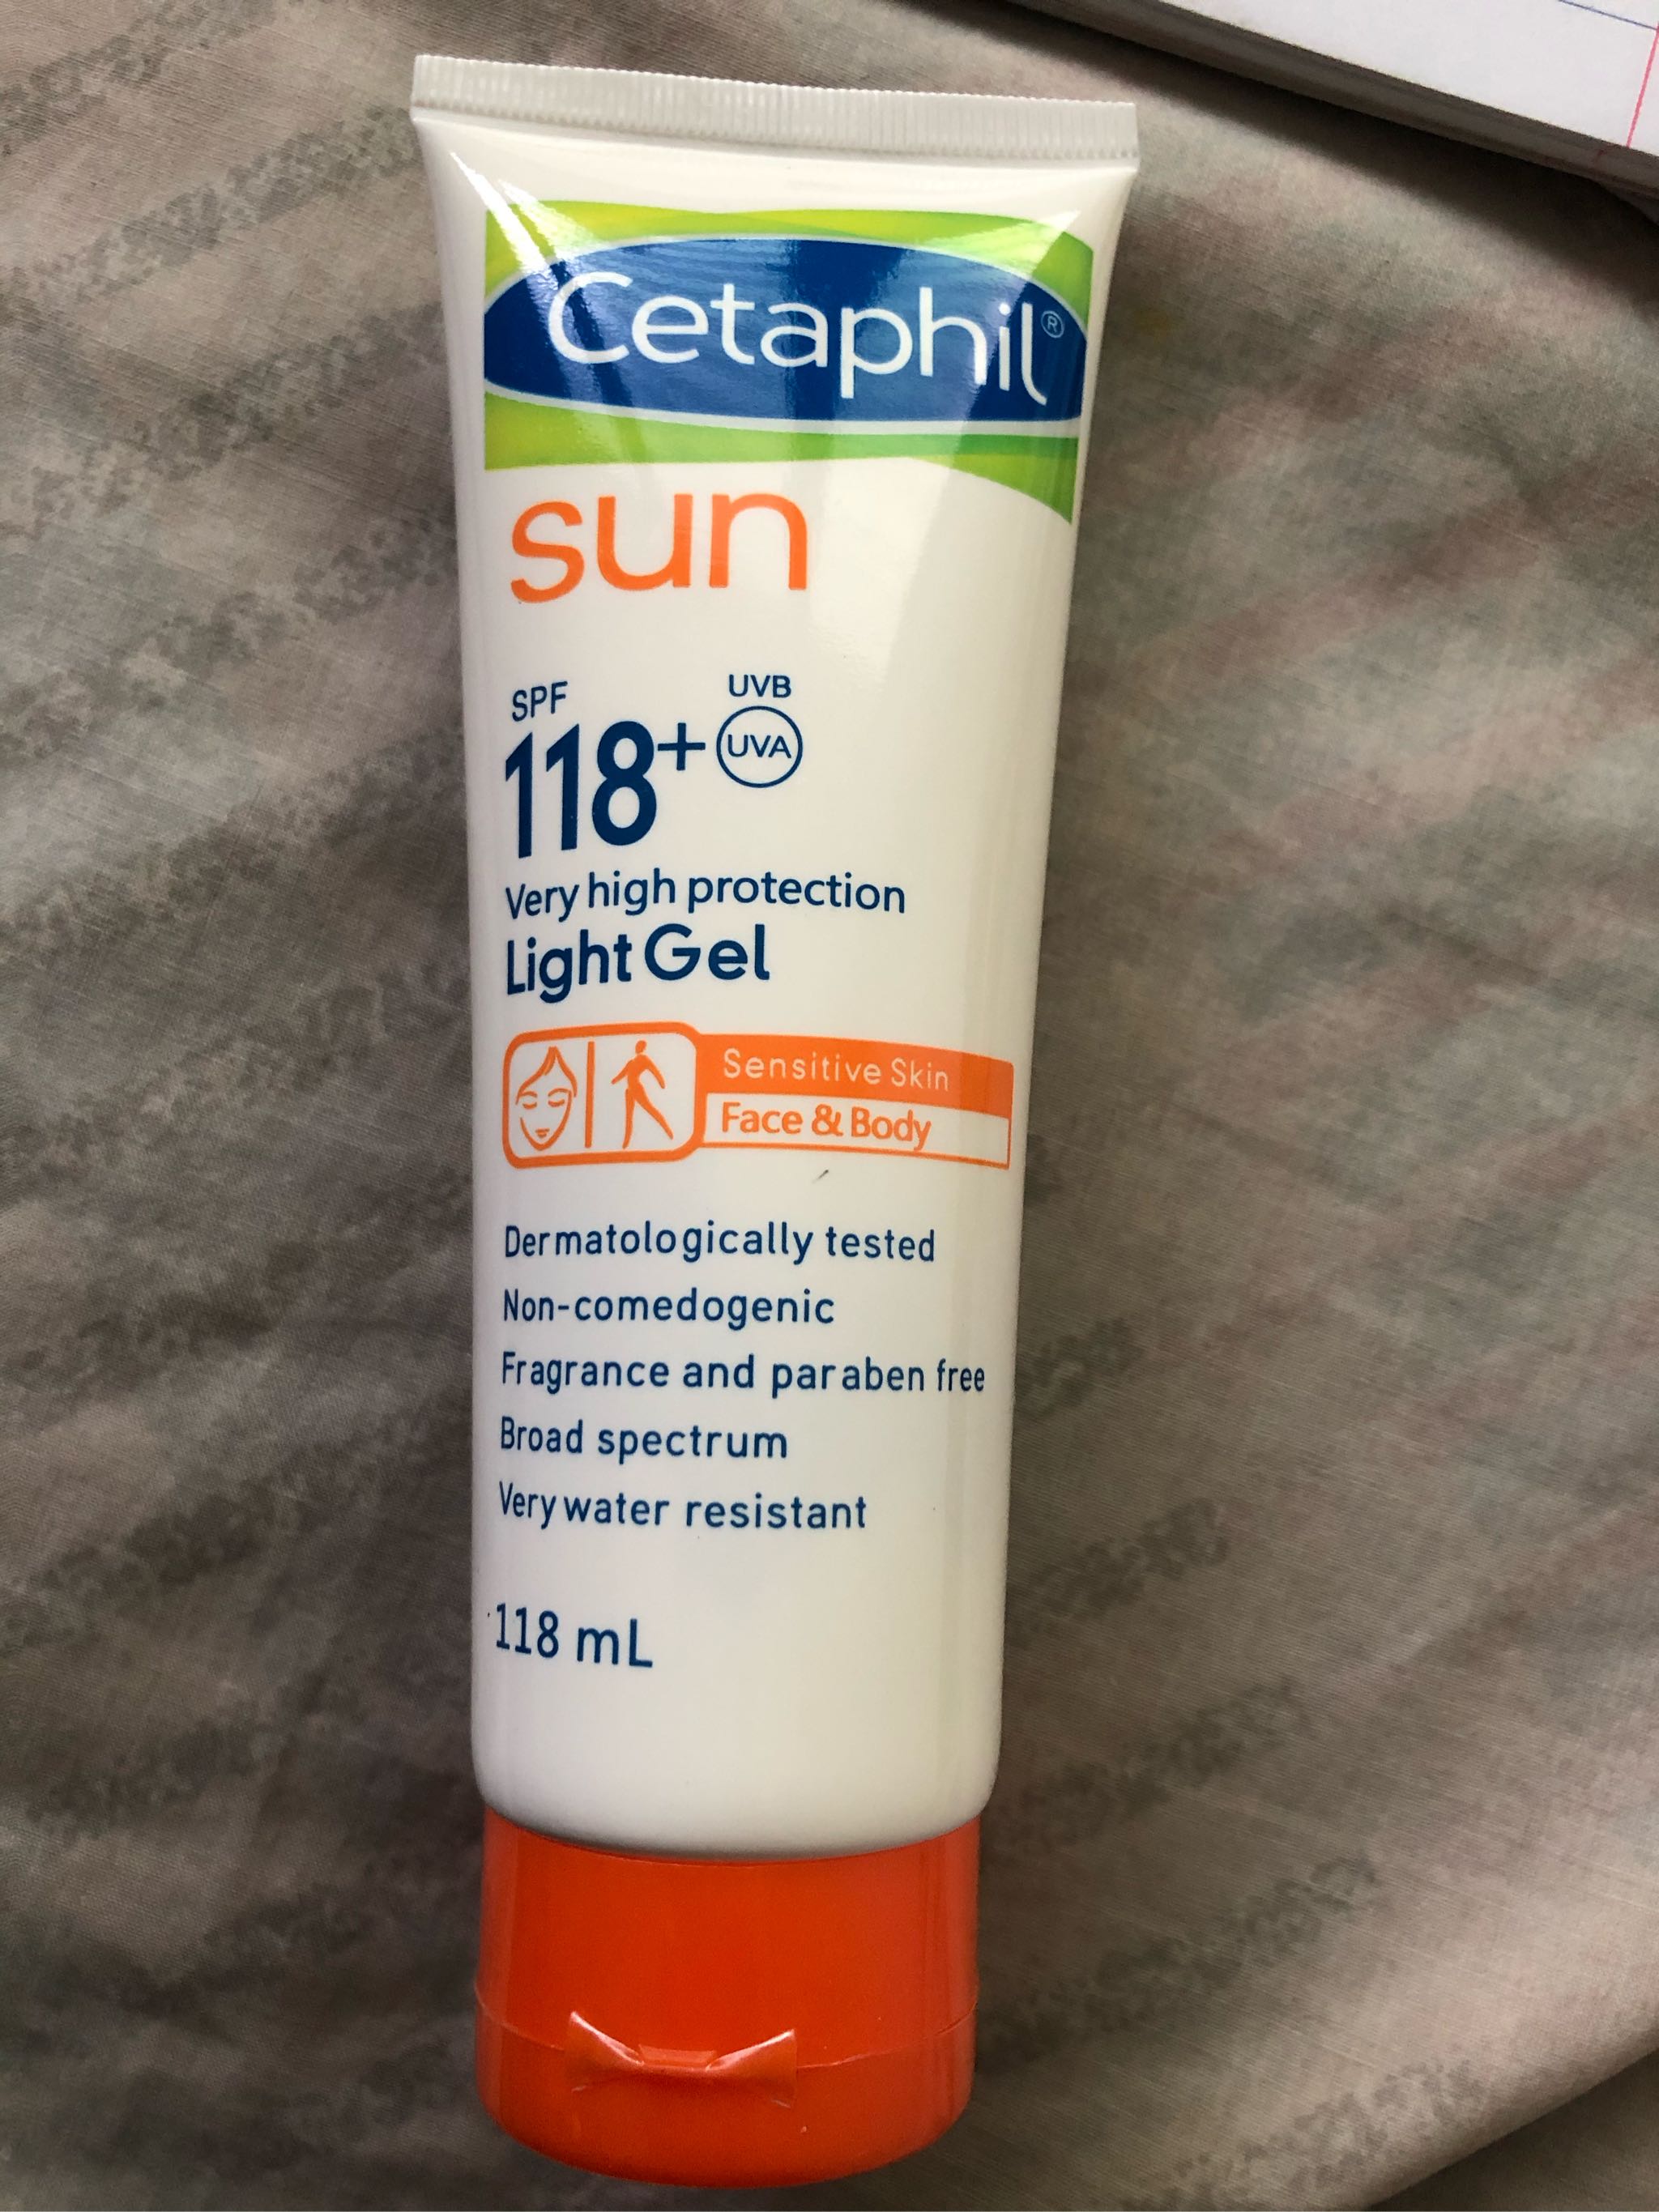 Cetaphil®
sun
SPF
118+
UVB
UVA
Very high protection
Light Gel
Sensitive Skin
Face & Body
Dermatologically tested
Non-comedogenic
Fragrance and paraben free
Broad spectrum
Very water resistant
118 mL